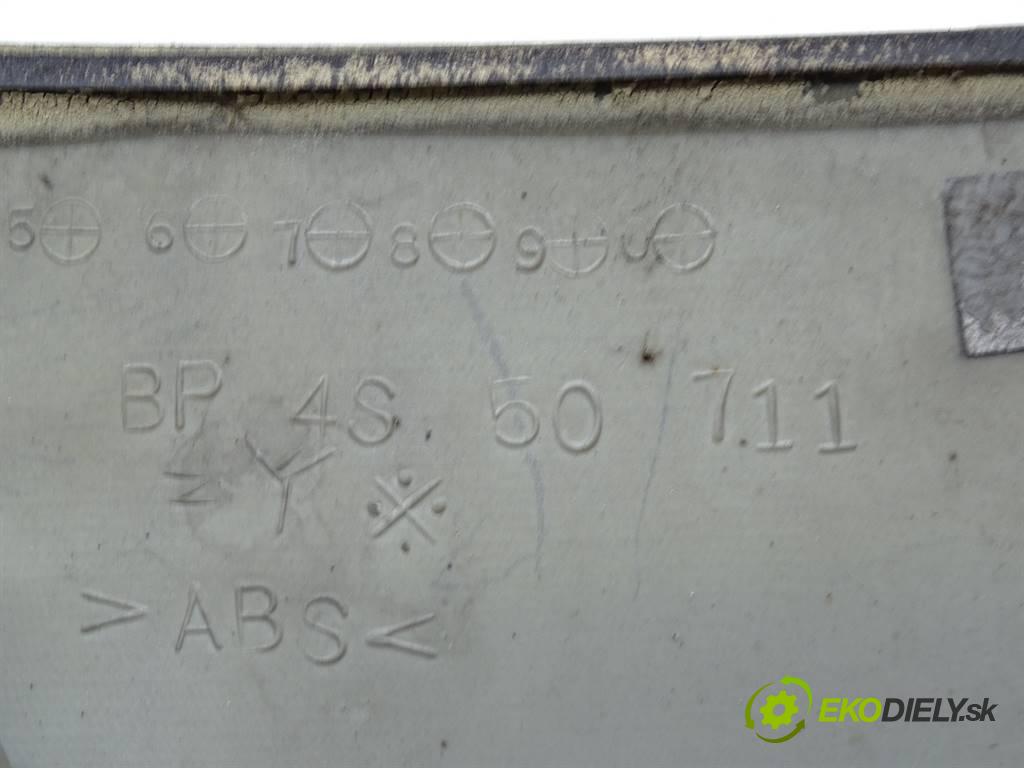 5 6 7 8 9
BP 4S 50 711
>ABS<
EKODIELY.sk